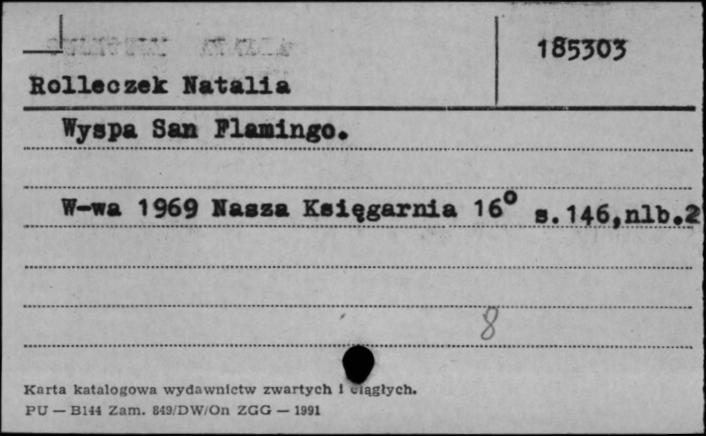 185303
Rolleczek Natalia
Wyspa San Flamingo.
W-wa 1969 Nasza Księgarnia 16° s.146,nlb.2
8
Karta katalogowa wydawnictw zwartych i ciągłych.
PU — B144 Zam. 849/DW/On ZGG — 1991